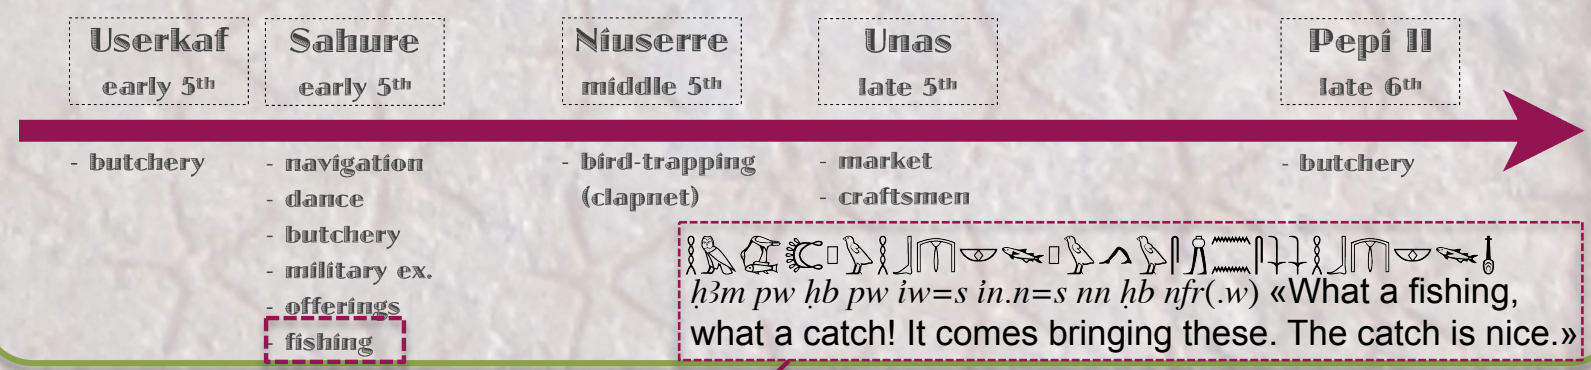 Userkaf
early 5th
Sahure
early 5th
Niuserre
middle 5th
Unas
late 5th
Pepi II
late 6th
- butchery
- navigation
- dance
- butchery
- military ex.
- offerings
- fishing
- bird-trapping
(clapnet)
- market
- craftsmen
- butchery
ḥ3m pw ḥb pw iw=s in.n=s nn ḥb nfr(.w) «What a fishing,
what a catch! It comes bringing these. The catch is nice.»